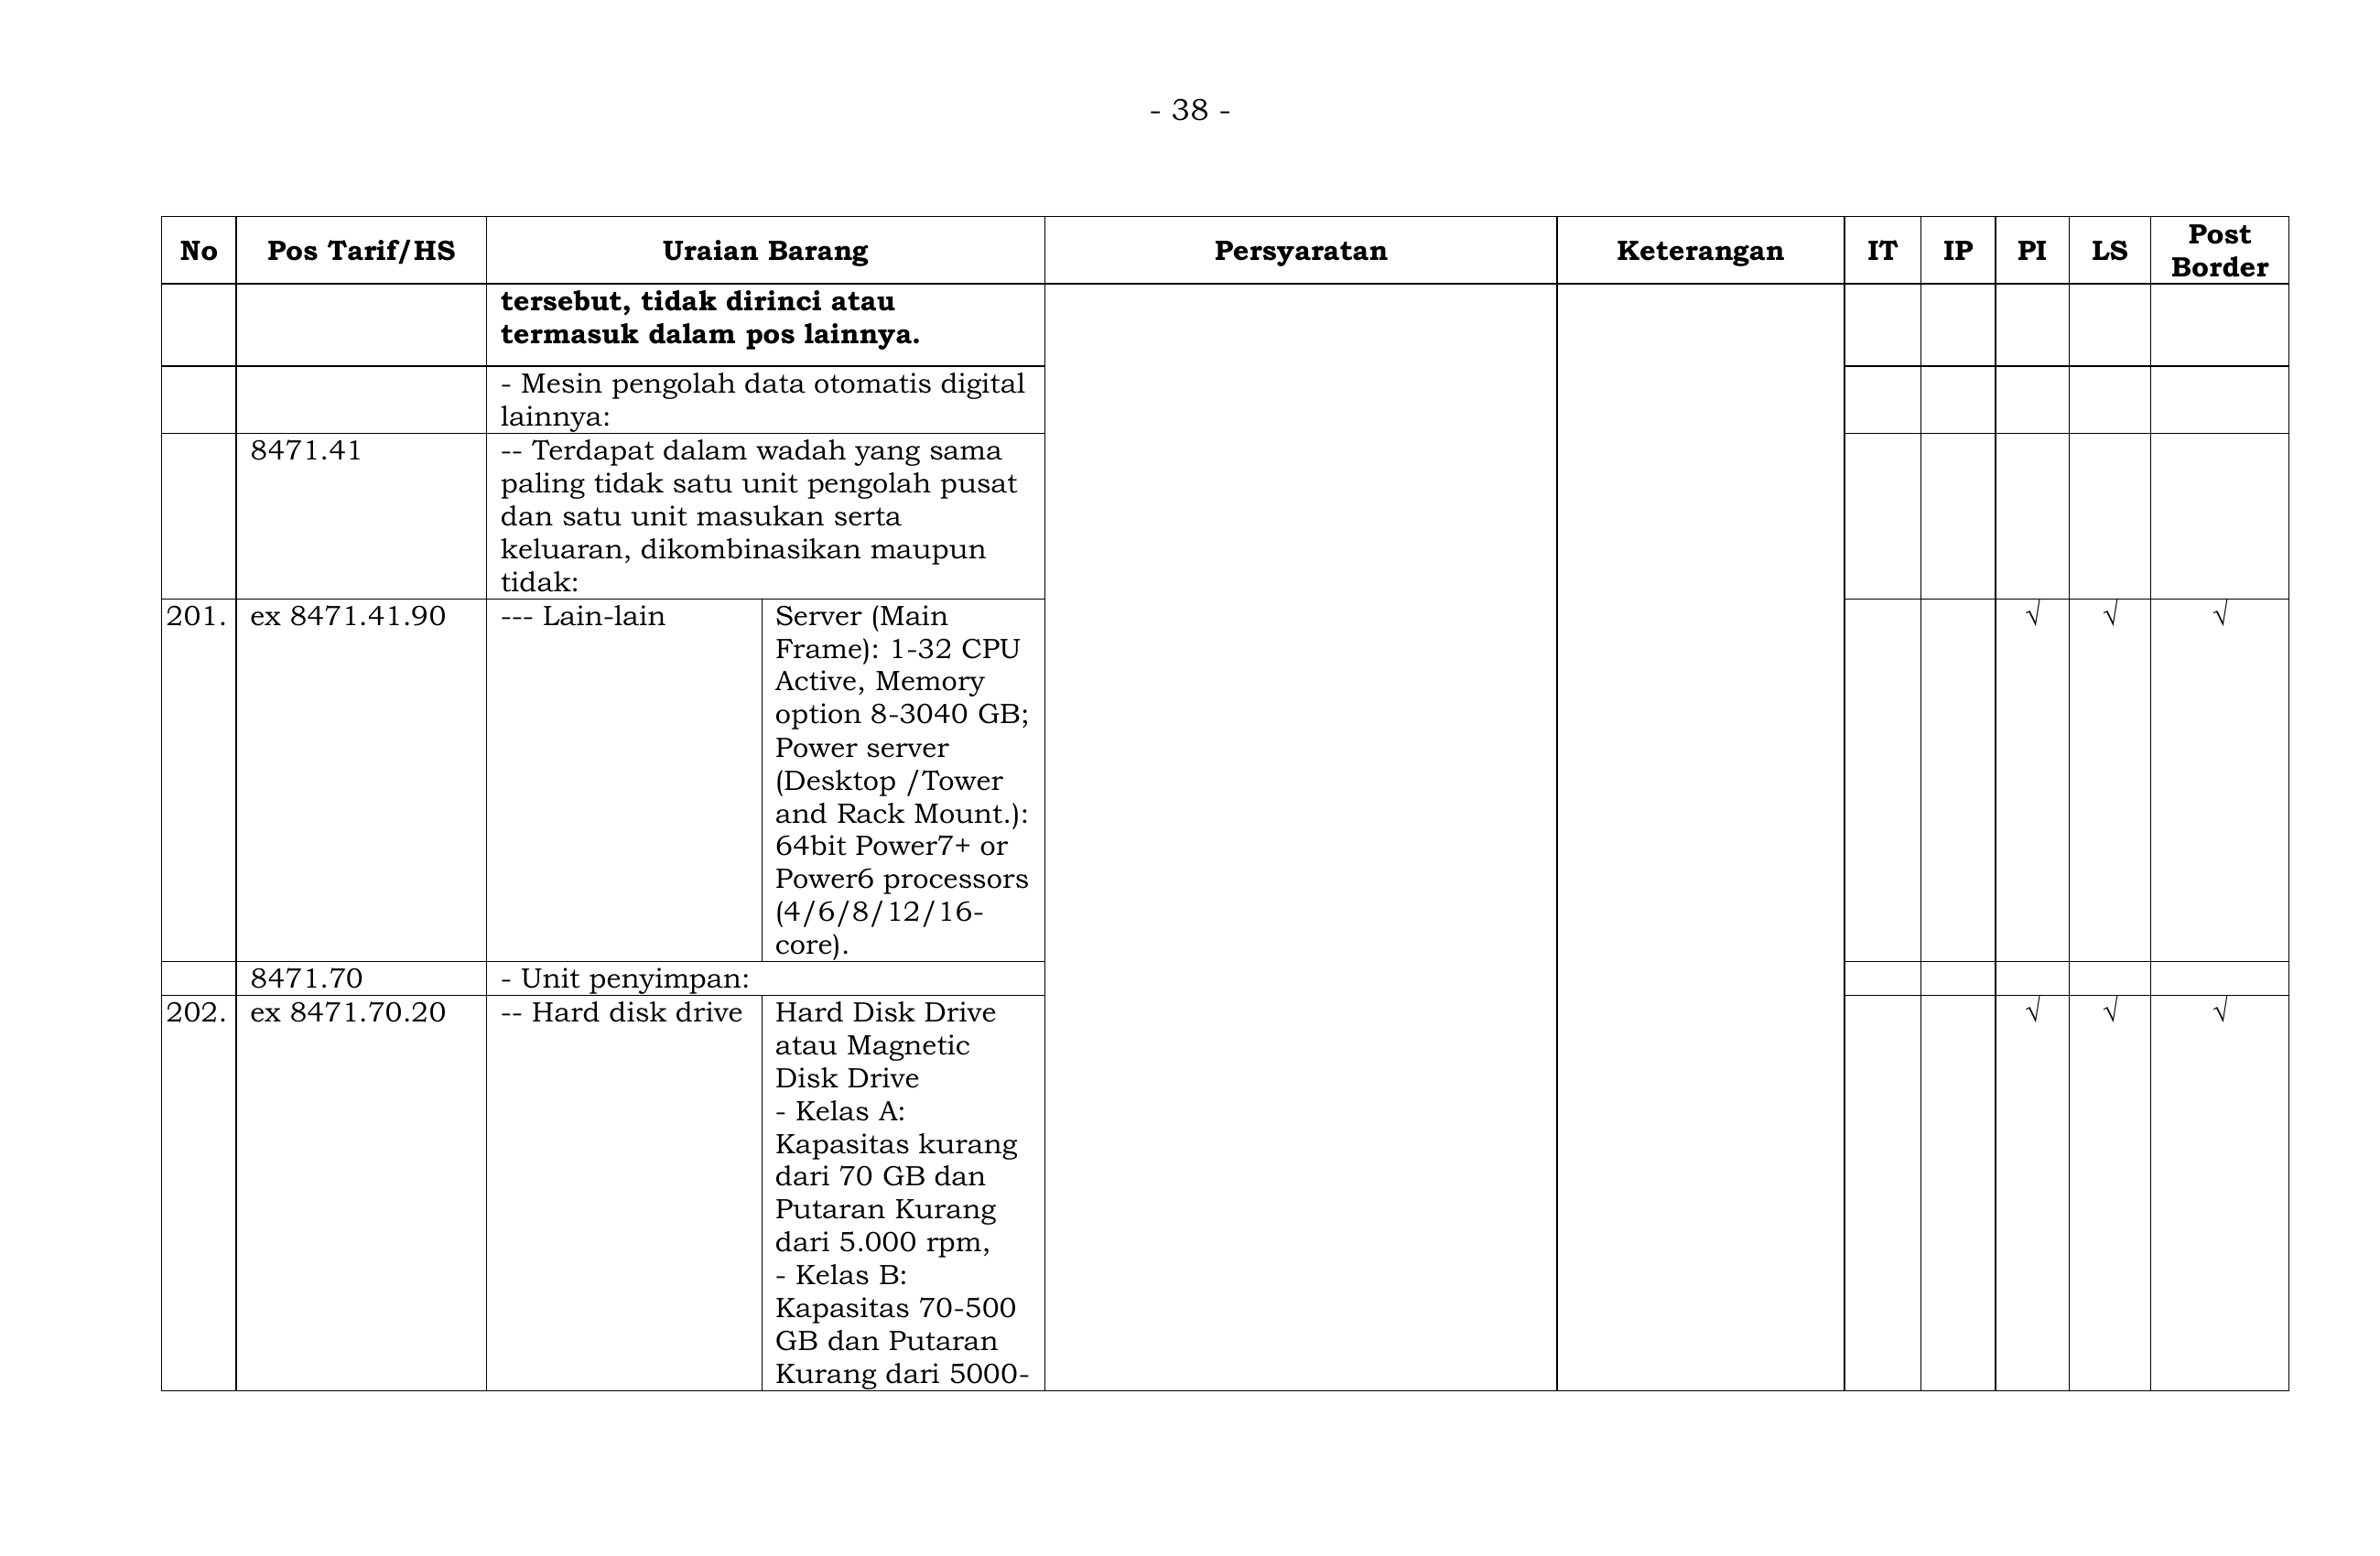 - 38 -
No Pos Tarif/HS Uraian Barang Persyaratan Keterangan IT IP PI LS Post Border
tersebut, tidak dirinci atau
termasuk dalam pos lainnya.
- Mesin pengolah data otomatis digital
lainnya:
8471.41 -- Terdapat dalam wadah yang sama
paling tidak satu unit pengolah pusat
dan satu unit masukan serta
keluaran, dikombinasikan maupun
tidak:
201. ex 8471.41.90 --- Lain-lain Server (Main √ √ √
Frame): 1-32 CPU
Active, Memory
option 8-3040 GB;
Power server
(Desktop /Tower
and Rack Mount.):
64bit Power7+ or
Power6 processors
(4/6/8/12/16-
core).
8471.70 - Unit penyimpan:
202. ex 8471.70.20 -- Hard disk drive Hard Disk Drive √ √ √
atau Magnetic
Disk Drive
- Kelas A:
Kapasitas kurang
dari 70 GB dan
Putaran Kurang
dari 5.000 rpm,
- Kelas B:
Kapasitas 70-500
GB dan Putaran
Kurang dari 5000-